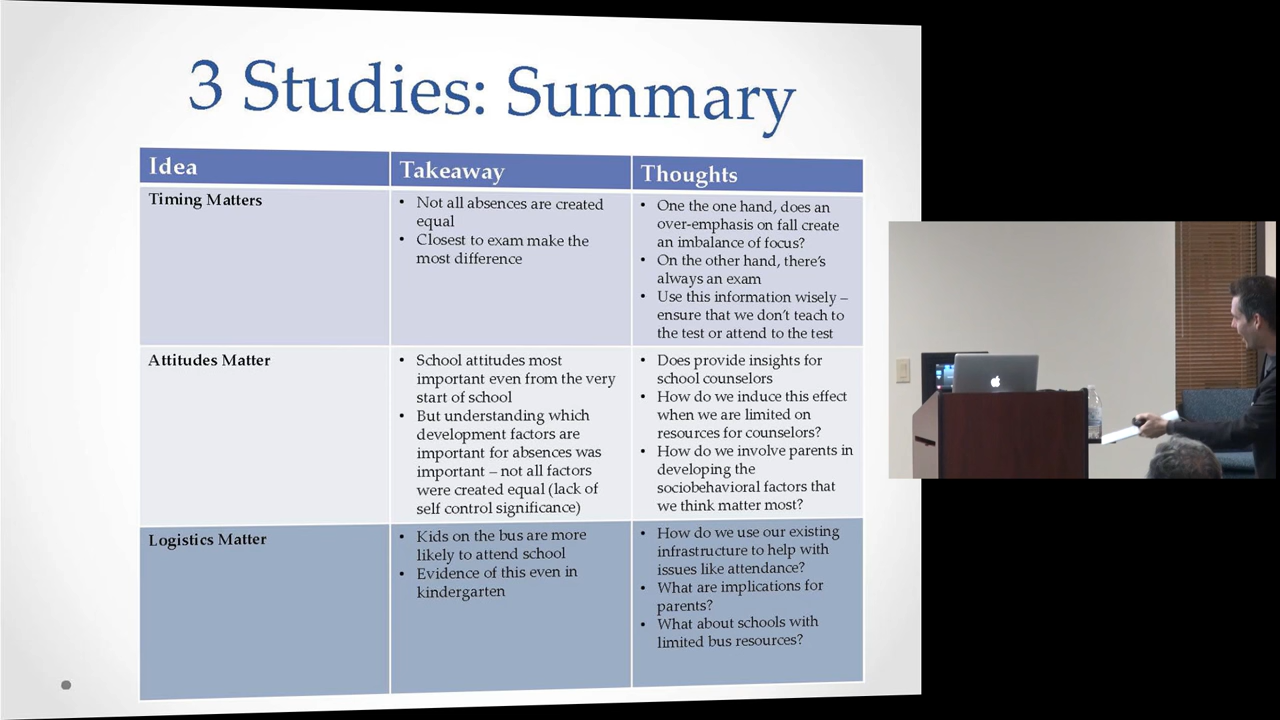 3 Studies: Summary
Idea
Takeaway
Thoughts
Timing Matters
• Not all absences are created
equal
• Closest to exam make the
most difference
• One the one hand, does an
over-emphasis on fall create
an imbalance of focus?
• On the other hand, there's
always an exam
• Use this information wisely –
ensure that we don't teach to
the test or attend to the test
Attitudes Matter
• School attitudes most
important even from the very
start of school
• But understanding which
development factors are
important for absences was
important – not all factors
were created equal (lack of
self control significance)
• Does provide insights for
school counselors
• How do we induce this effect
when we are limited on
resources for counselors?
• How do we involve parents in
developing the
sociobehavioral factors that
we think matter most?
Logistics Matter
• Kids on the bus are more
likely to attend school
• Evidence of this even in
kindergarten
• How do we use our existing
infrastructure to help with
issues like attendance?
• What are implications for
parents?
• What about schools with
limited bus resources?